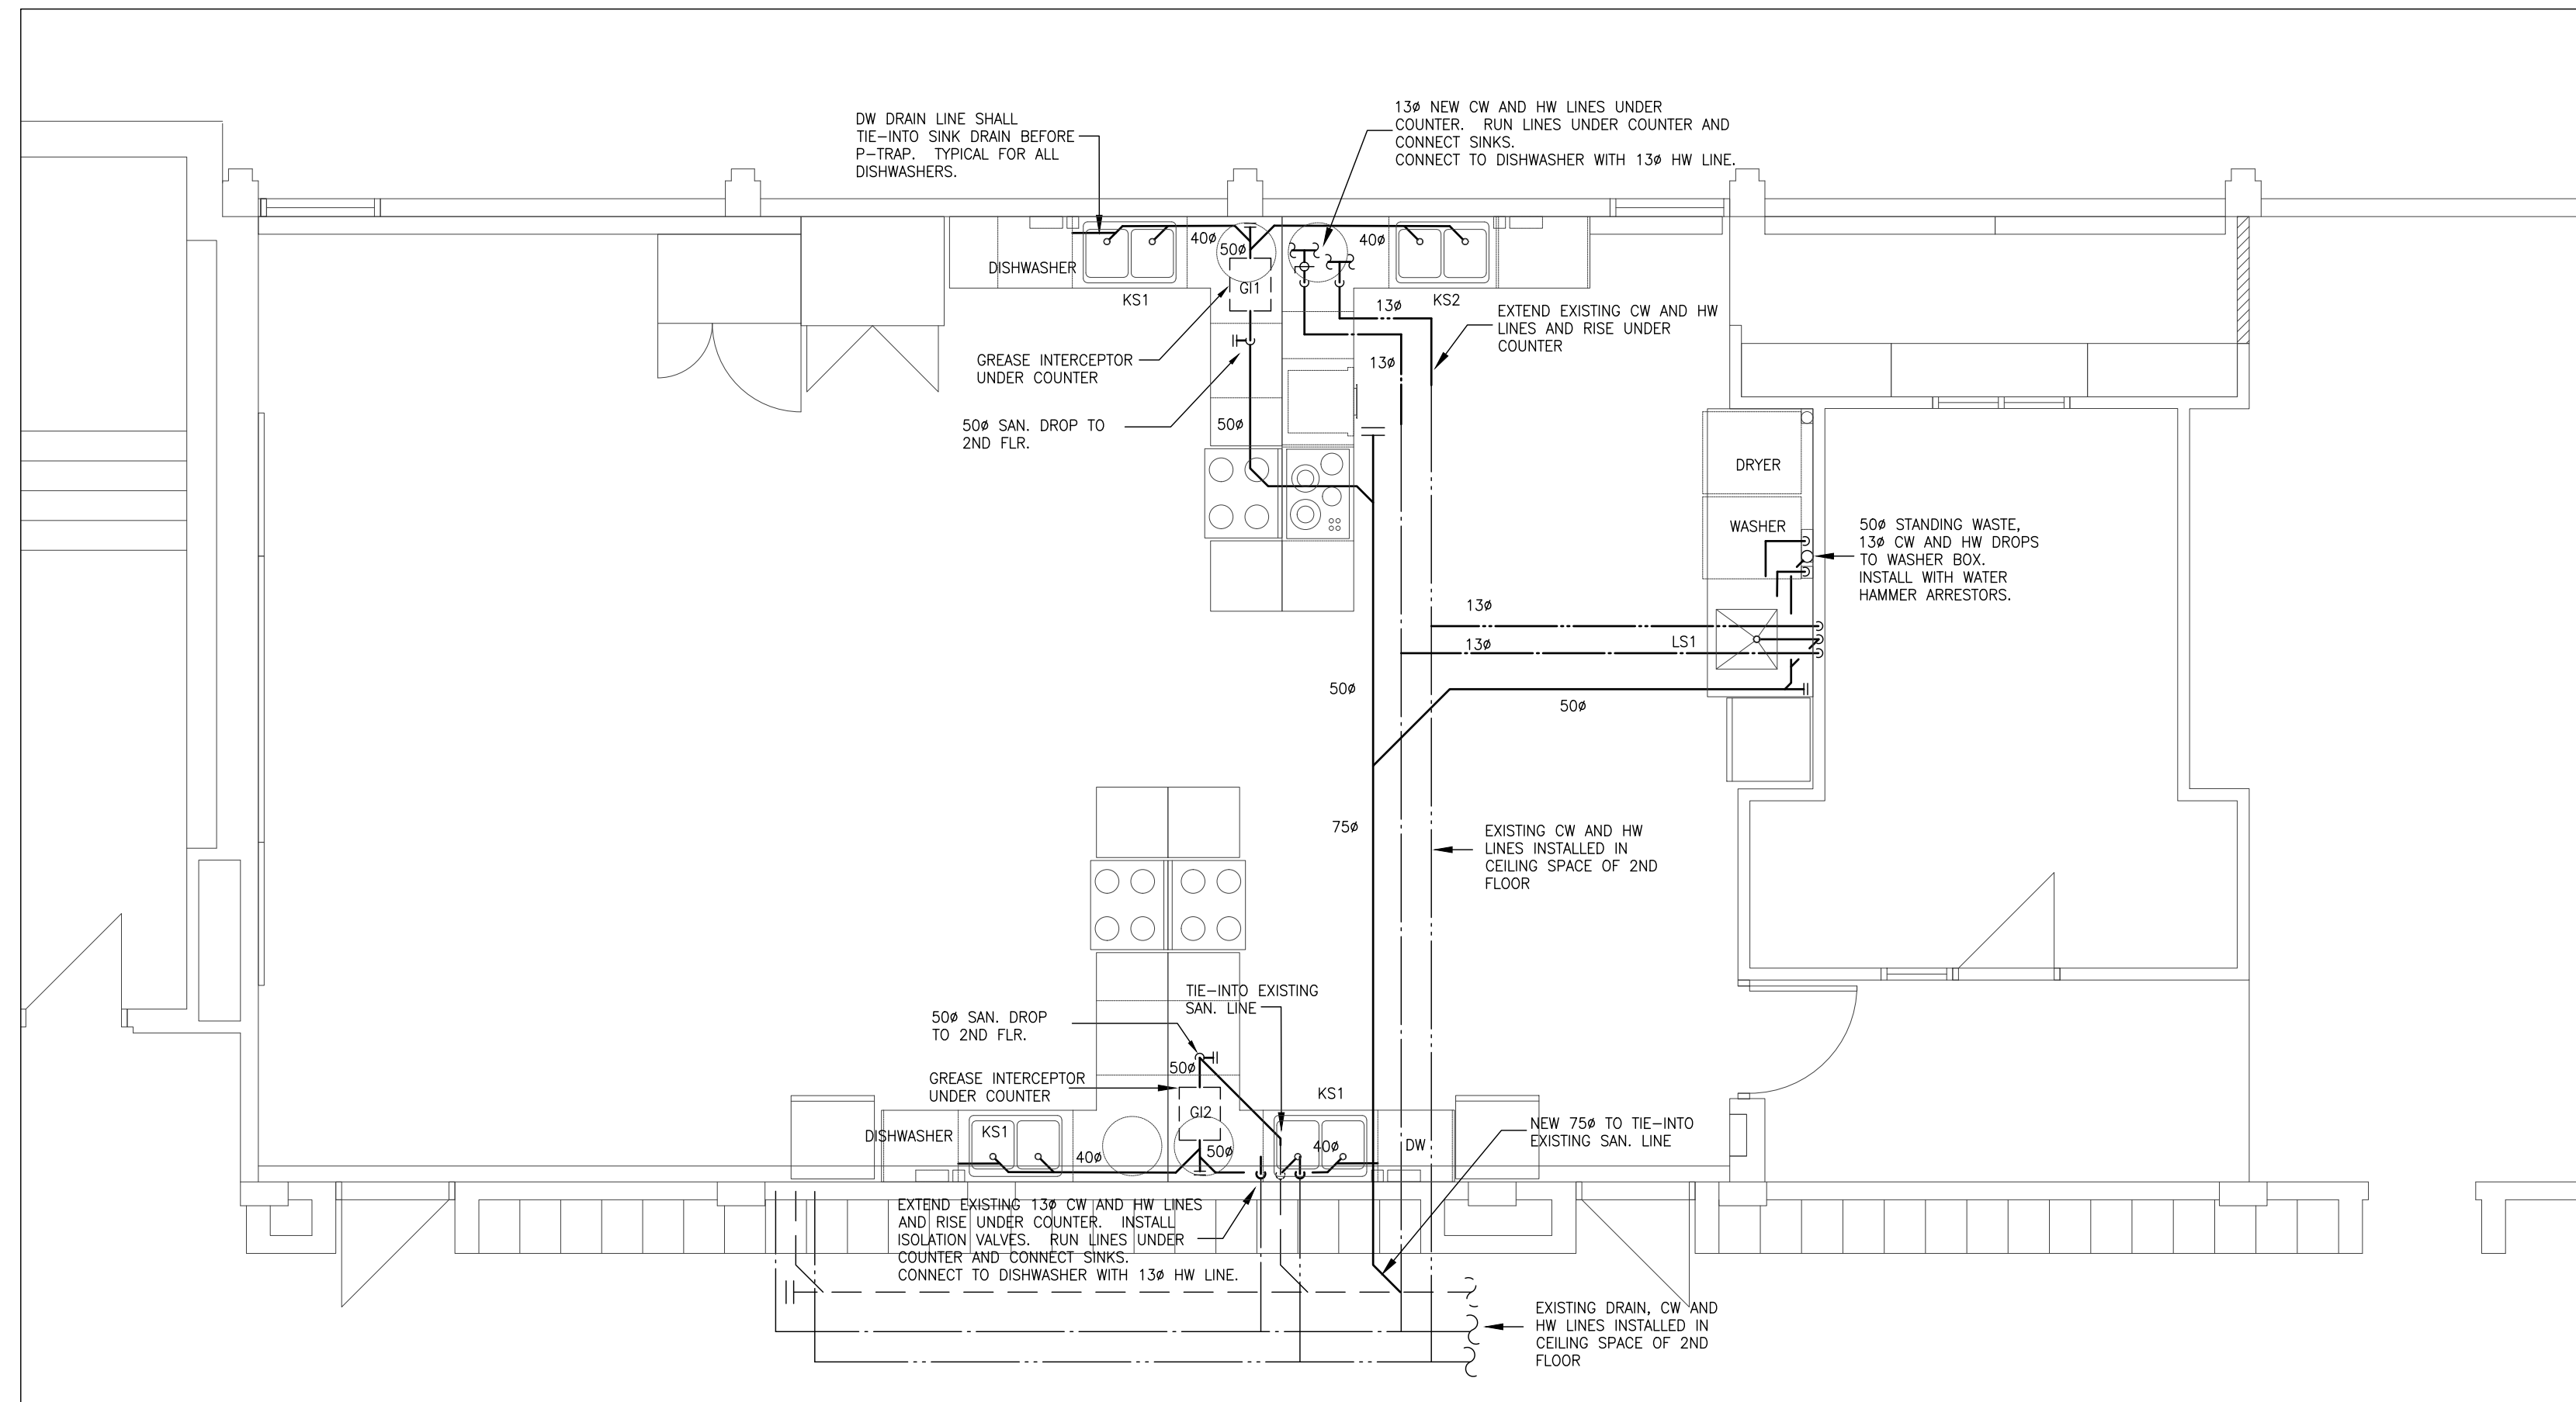 DW DRAIN LINE SHALL
TIE-INTO SINK DRAIN BEFORE
P-TRAP.  TYPICAL FOR ALL
DISHWASHERS.
13ø NEW CW AND HW LINES UNDER
COUNTER.  RUN LINES UNDER COUNTER AND
CONNECT SINKS.
CONNECT TO DISHWASHER WITH 13ø HW LINE.
40ø
50ø
40ø
DISHWASHER
GI1
KS1
KS2
13ø
EXTEND EXISTING CW AND HW
LINES AND RISE UNDER
COUNTER
GREASE INTERCEPTOR
UNDER COUNTER
13ø
50ø SAN. DROP TO
2ND FLR.
50ø
DRYER
WASHER
50ø STANDING WASTE,
13ø CW AND HW DROPS
TO WASHER BOX.
INSTALL WITH WATER
HAMMER ARRESTORS.
13ø
13ø
LS1
50ø
50ø
75ø
EXISTING CW AND HW
LINES INSTALLED IN
CEILING SPACE OF 2ND
FLOOR
TIE-INTO EXISTING
SAN. LINE
50ø SAN. DROP
TO 2ND FLR.
50ø
GREASE INTERCEPTOR
UNDER COUNTER
KS1
GI2
NEW 75ø TO TIE-INTO
EXISTING SAN. LINE
DISHWASHER
KS1
40ø
50ø
40ø
DW
EXTEND EXISTING 13ø CW AND HW LINES
AND RISE UNDER COUNTER.  INSTALL
ISOLATION VALVES.  RUN LINES UNDER
COUNTER AND CONNECT SINKS.
CONNECT TO DISHWASHER WITH 13ø HW LINE.
EXISTING DRAIN, CW AND
HW LINES INSTALLED IN
CEILING SPACE OF 2ND
FLOOR